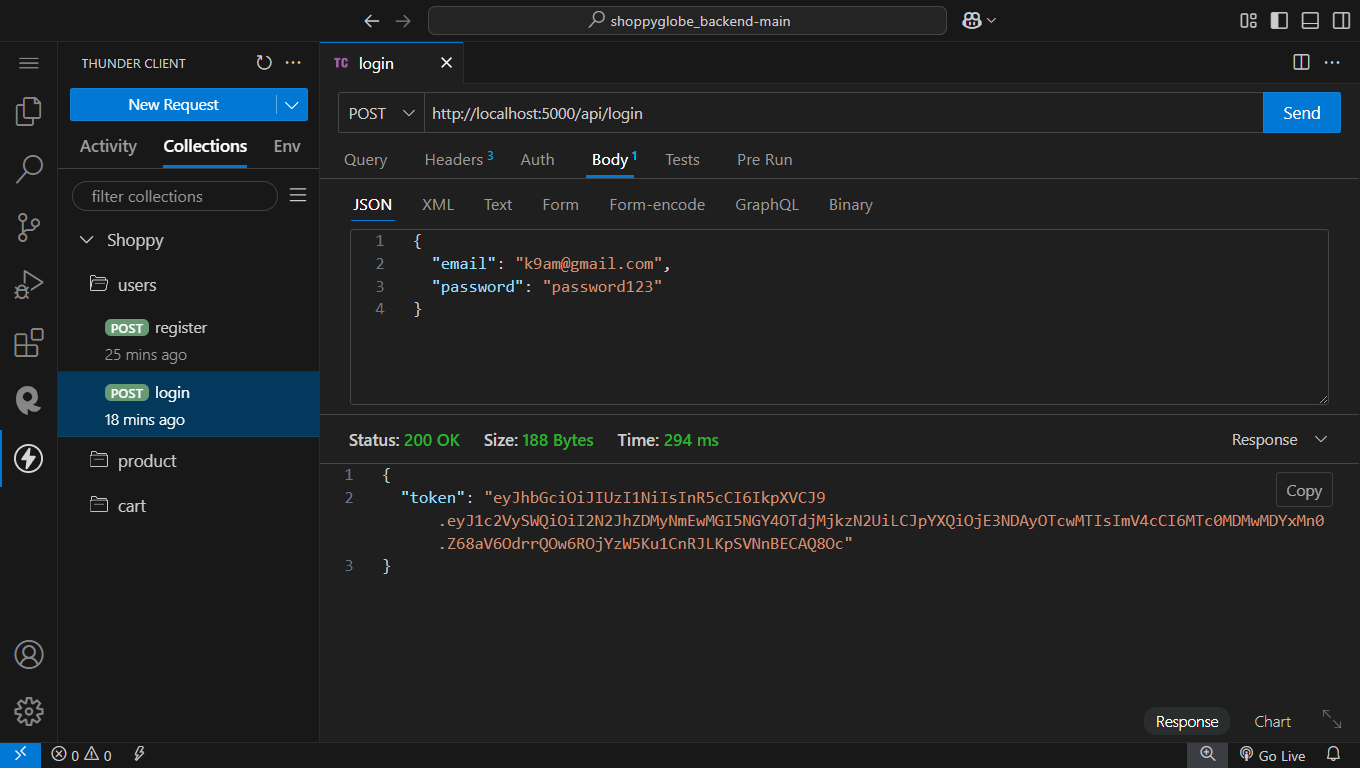 shoppyglobe_backend-main
THUNDER CLIENT
New Request
Activity Collections Env
filter collections
Shoppy
users
POST register
25 mins ago
POST login
18 mins ago
product
cart
TC login
POST http://localhost:5000/api/login Send
Query Headers 3 Auth Body 1 Tests Pre Run
JSON XML Text Form Form-encode GraphQL Binary
1 {
2 "email": "k9am@gmail.com",
3 "password": "password123"
4 }
Status: 200 OK Size: 188 Bytes Time: 294 ms Response
1 {
Copy
2 "token": "eyJhbGciOiJIUzI1NiIsInR5cCI6IkpXVCJ9
.eyJ1c2VySWQiOiI2N2JhZDMyNmEwMGI5NGY4OTdjMjkzN2UiLCJpYXQiOjE3NDAyOTcwMTIsImV4cCI6MTc0MDMwMDYxMn0
.Z68aV6OdrrQOw6ROjYzW5Ku1CnRJLKpSVNnBECAQ8Oc"
3 }
Response Chart
0 0 Go Live